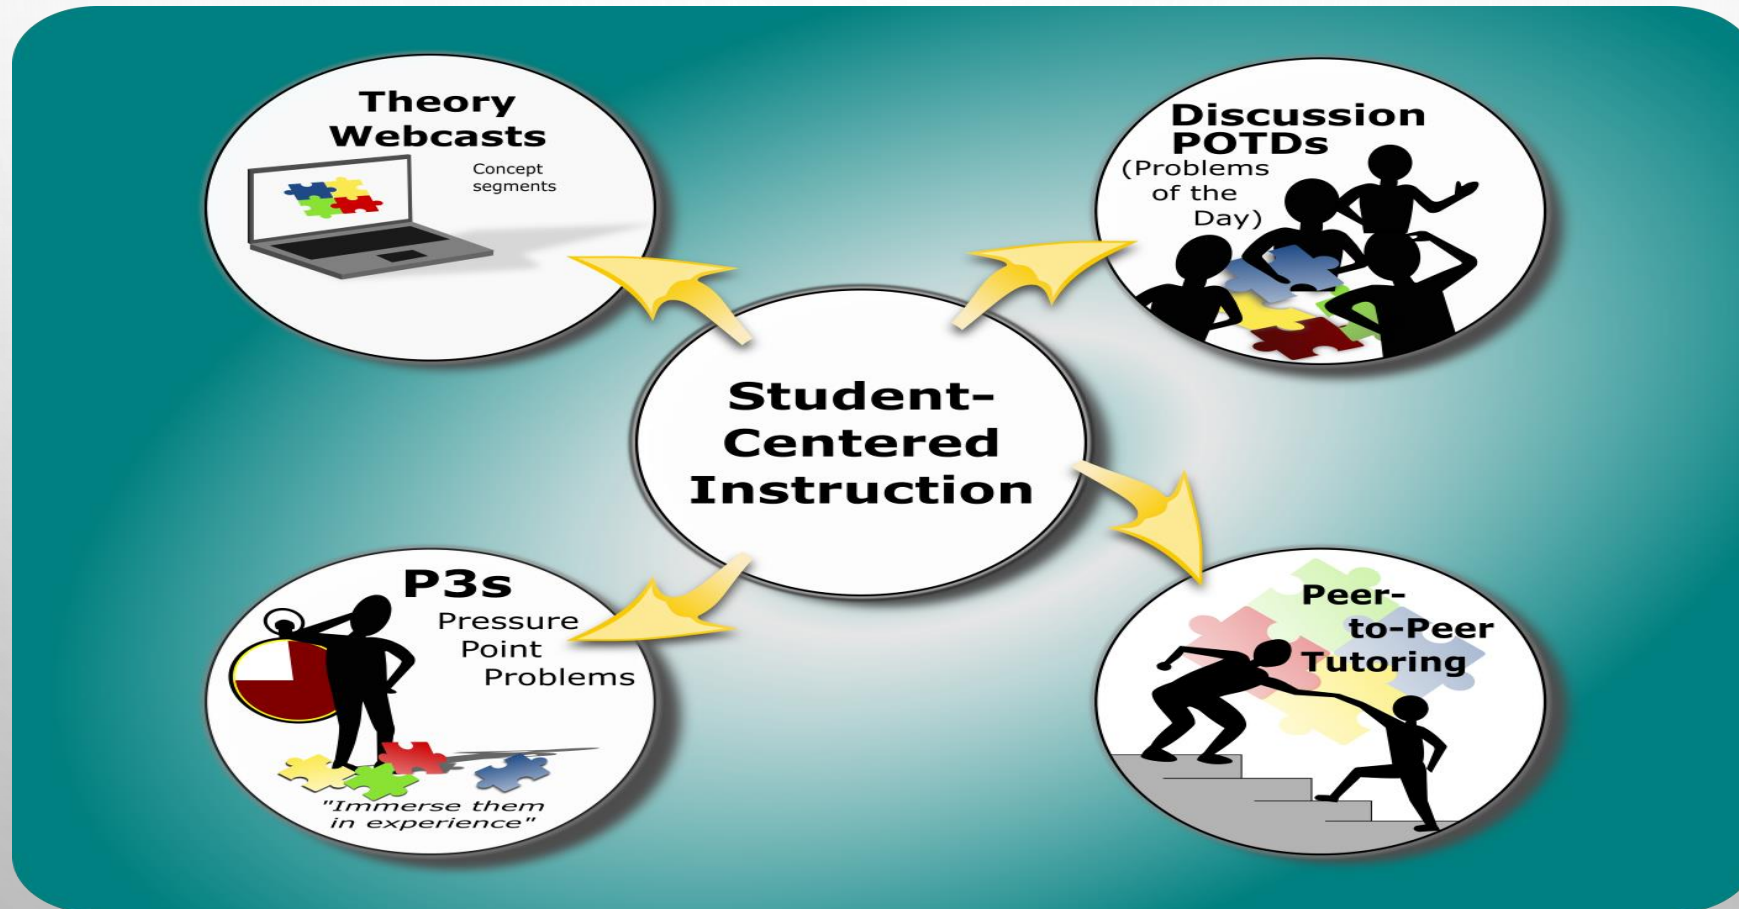 Theory
Webcasts
Concept
segments
Discussion
POTDs
(Problems
of the
Day)
Student-
Centered
Instruction
P3s
Pressure
Point
Problems
"Immerse them
in experience"
Peer-
to-Peer
Tutoring